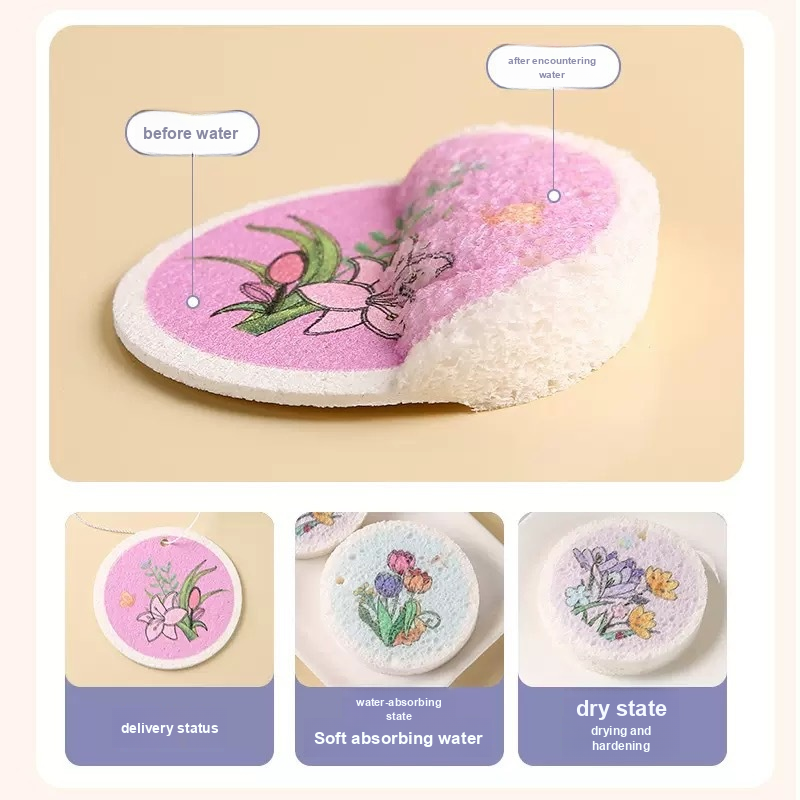 after encountering
water
before water
delivery status
water-absorbing
state
Soft absorbing water
dry state
drying and
hardening